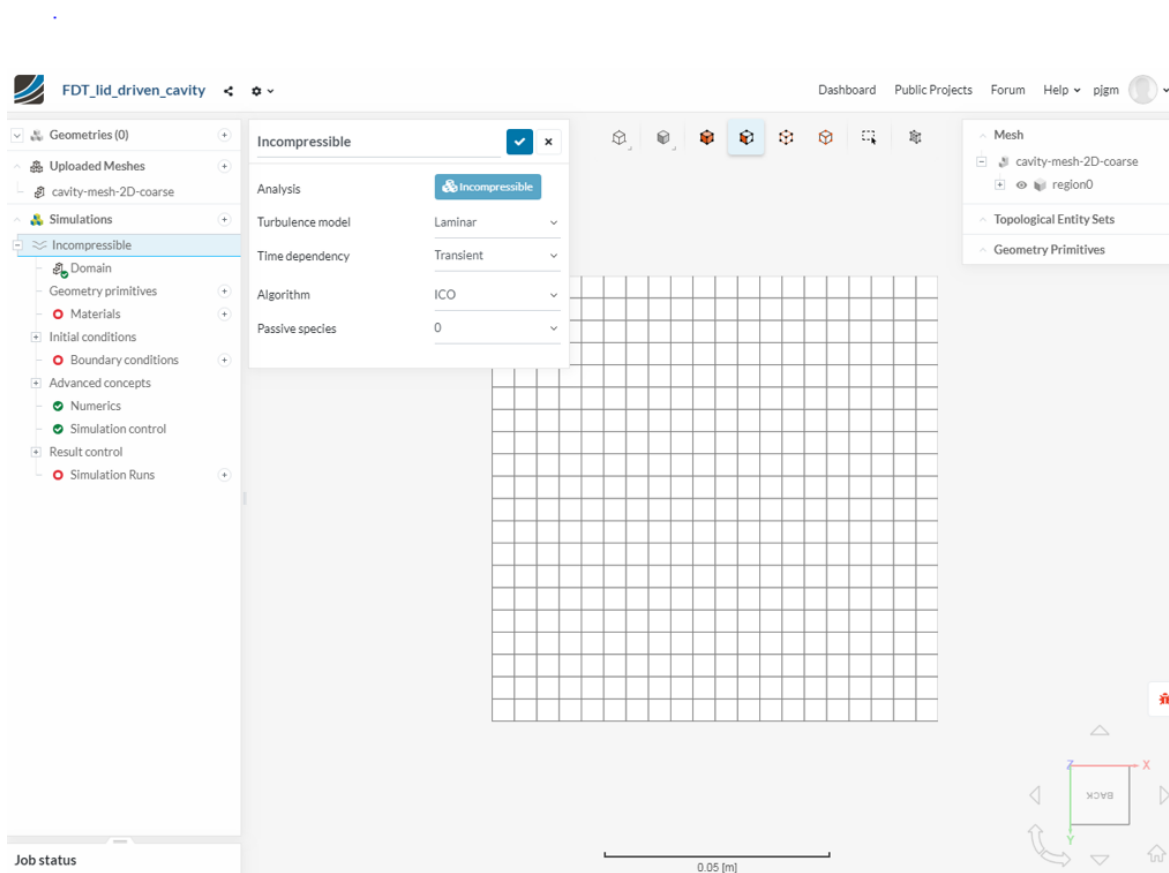 FDT_lid_driven_cavity
Dashboard Public Projects Forum Help pjgm
Geometries (0)
Uploaded Meshes
cavity-mesh-2D-coarse
Simulations
Incompressible
Domain
Geometry primitives
Materials
Initial conditions
Boundary conditions
Advanced concepts
Numerics
Simulation control
Result control
Simulation Runs
Job status
Incompressible
Analysis Incompressible
Turbulence model Laminar
Time dependency Transient
Algorithm ICO
Passive species 0
Mesh
cavity-mesh-2D-coarse
region0
Topological Entity Sets
Geometry Primitives
0.05 [m]
Z X
BACK
Y